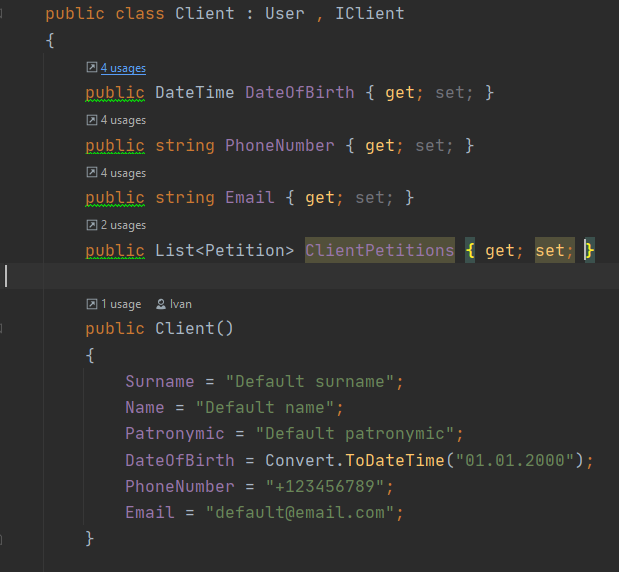 public class Client : User , IClient
{
4 usages
public DateTime DateOfBirth { get; set; }
4 usages
public string PhoneNumber { get; set; }
4 usages
public string Email { get; set; }
2 usages
public List<Petition> ClientPetitions { get; set; }
1 usage Ivan
public Client()
{
Surname = "Default surname";
Name = "Default name";
Patronymic = "Default patronymic";
DateOfBirth = Convert.ToDateTime("01.01.2000");
PhoneNumber = "+123456789";
Email = "default@email.com";
}